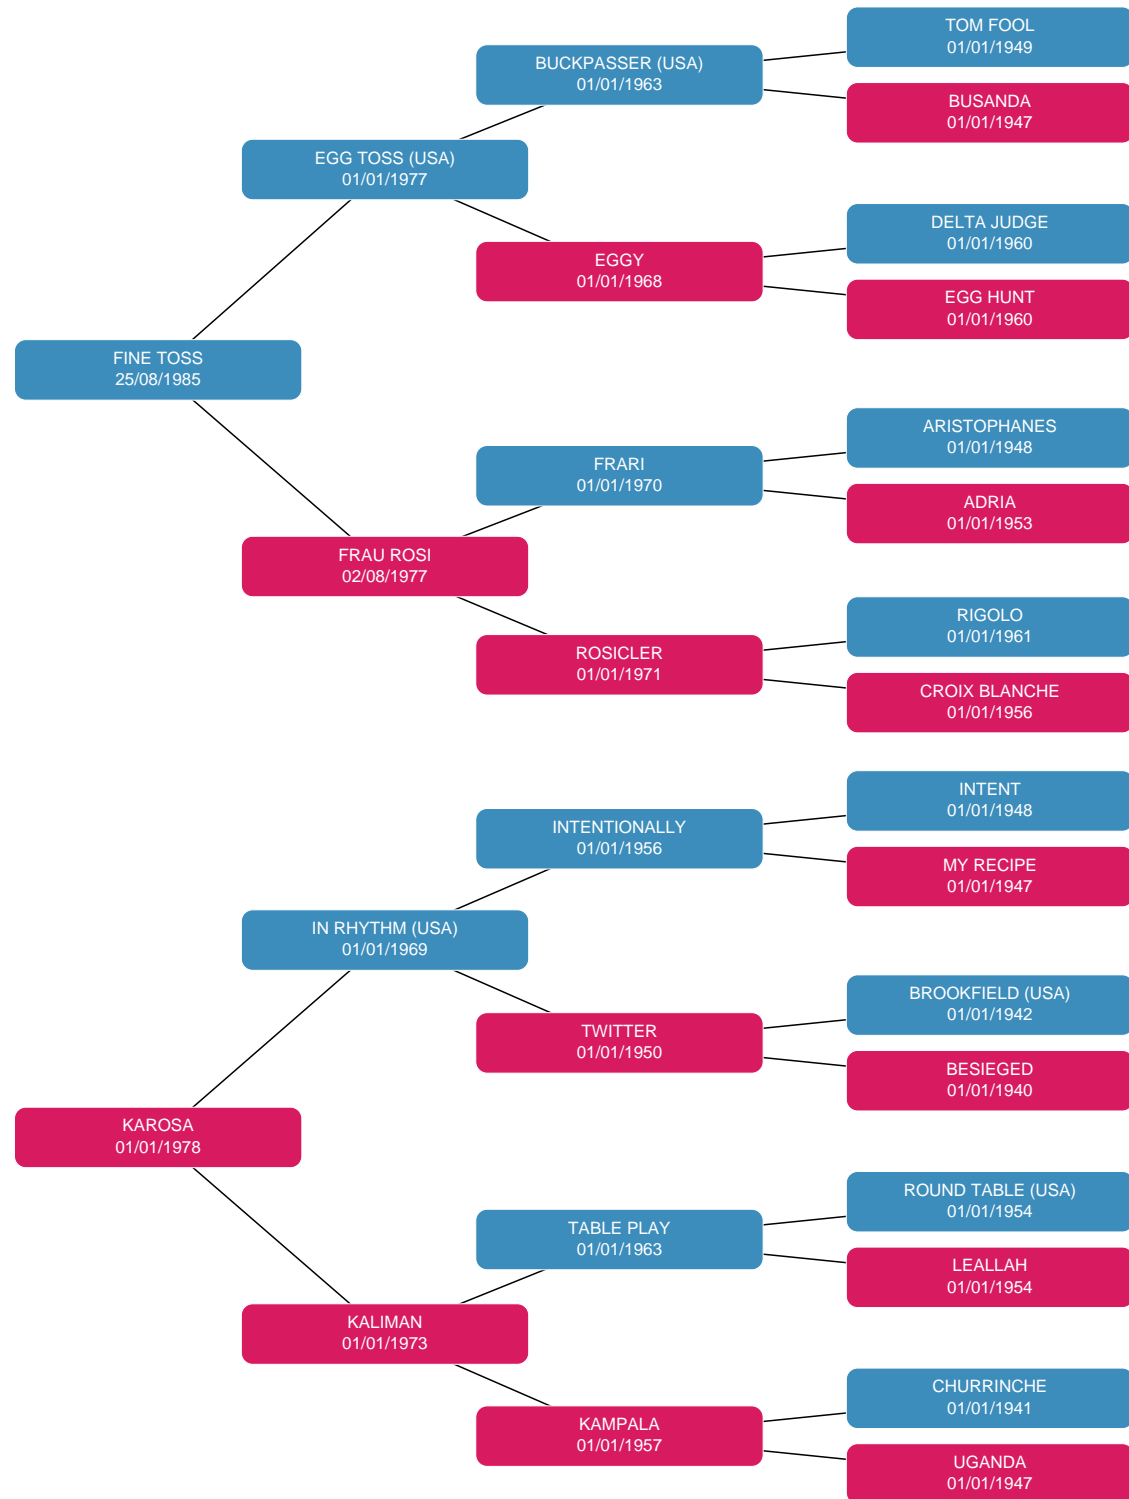 TOM FOOL
01/01/1949
BUCKPASSER (USA)
01/01/1963
BUSANDA
01/01/1947
EGG TOSS (USA)
01/01/1977
DELTA JUDGE
01/01/1960
EGGY
01/01/1968
EGG HUNT
01/01/1960
FINE TOSS
25/08/1985
ARISTOPHANES
01/01/1948
FRARI
01/01/1970
ADRIA
01/01/1953
FRAU ROSI
02/08/1977
RIGOLO
01/01/1961
ROSICLER
01/01/1971
CROIX BLANCHE
01/01/1956
INTENT
01/01/1948
INTENTIONALLY
01/01/1956
MY RECIPE
01/01/1947
IN RHYTHM (USA)
01/01/1969
BROOKFIELD (USA)
01/01/1942
TWITTER
01/01/1950
BESIEGED
01/01/1940
KAROSA
01/01/1978
ROUND TABLE (USA)
01/01/1954
TABLE PLAY
01/01/1963
LEALLAH
01/01/1954
KALIMAN
01/01/1973
CHURRINCHE
01/01/1941
KAMPALA
01/01/1957
UGANDA
01/01/1947